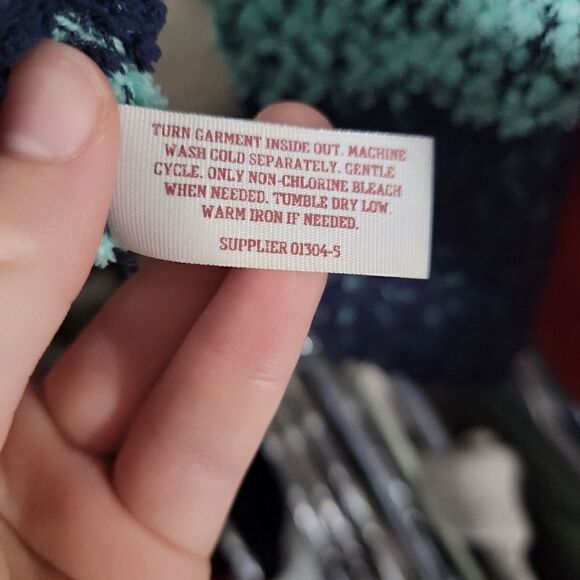 TURN GARMENT INSIDE OUT. MACHINE
WASH COLD SEPARATELY. GENTLE
CYCLE. ONLY NON-CHLORINE BLEACH
WHEN NEEDED. TUMBLE DRY LOW.
WARM IRON IF NEEDED.
SUPPLIER 01304-5